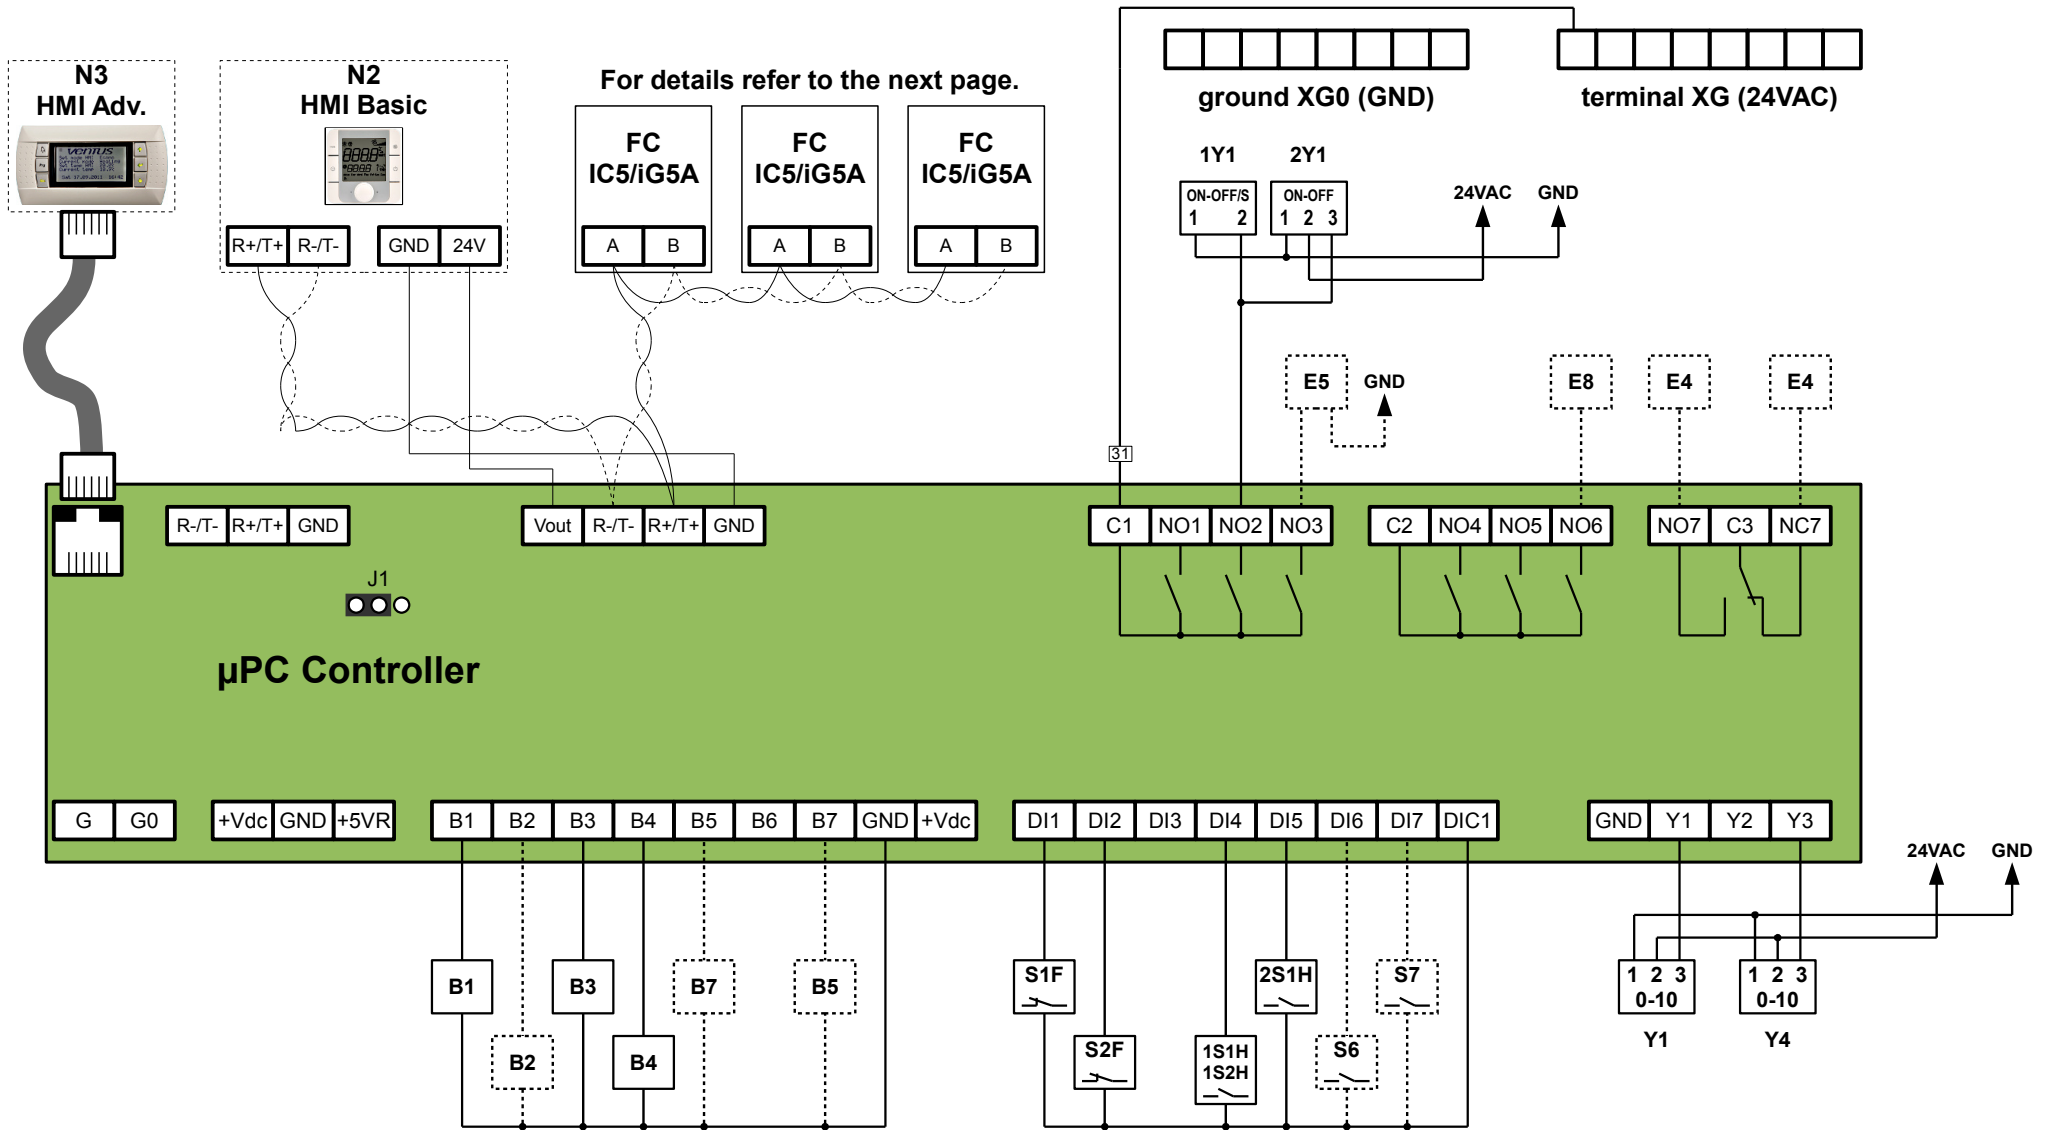 N3
HMI Adv.
N2
HMI Basic
For details refer to the next page.
ground XG0 (GND)
terminal XG (24VAC)
VENTUS
FC
IC5/iG5A
FC
IC5/iG5A
FC
IC5/iG5A
1Y1
2Y1
ON-OFF/S
1 2
ON-OFF
1 2 3
24VAC
GND
R+/T+
R-/T-
GND
24V
A
B
A
B
A
B
E5
GND
E8
E4
E4
31
R-/T-
R+/T+
GND
Vout
R-/T-
R+/T+
GND
C1
NO1
NO2
NO3
C2
NO4
NO5
NO6
NO7
C3
NC7
J1
µPC Controller
G
G0
+Vdc
GND
+5VR
B1
B2
B3
B4
B5
B6
B7
GND
+Vdc
DI1
DI2
DI3
DI4
DI5
DI6
DI7
DIC1
GND
Y1
Y2
Y3
24VAC
GND
B1
B3
B7
B5
S1F
2S1H
S7
1 2 3
0-10
1 2 3
0-10
B2
B4
S2F
1S1H
1S2H
S6
Y1
Y4